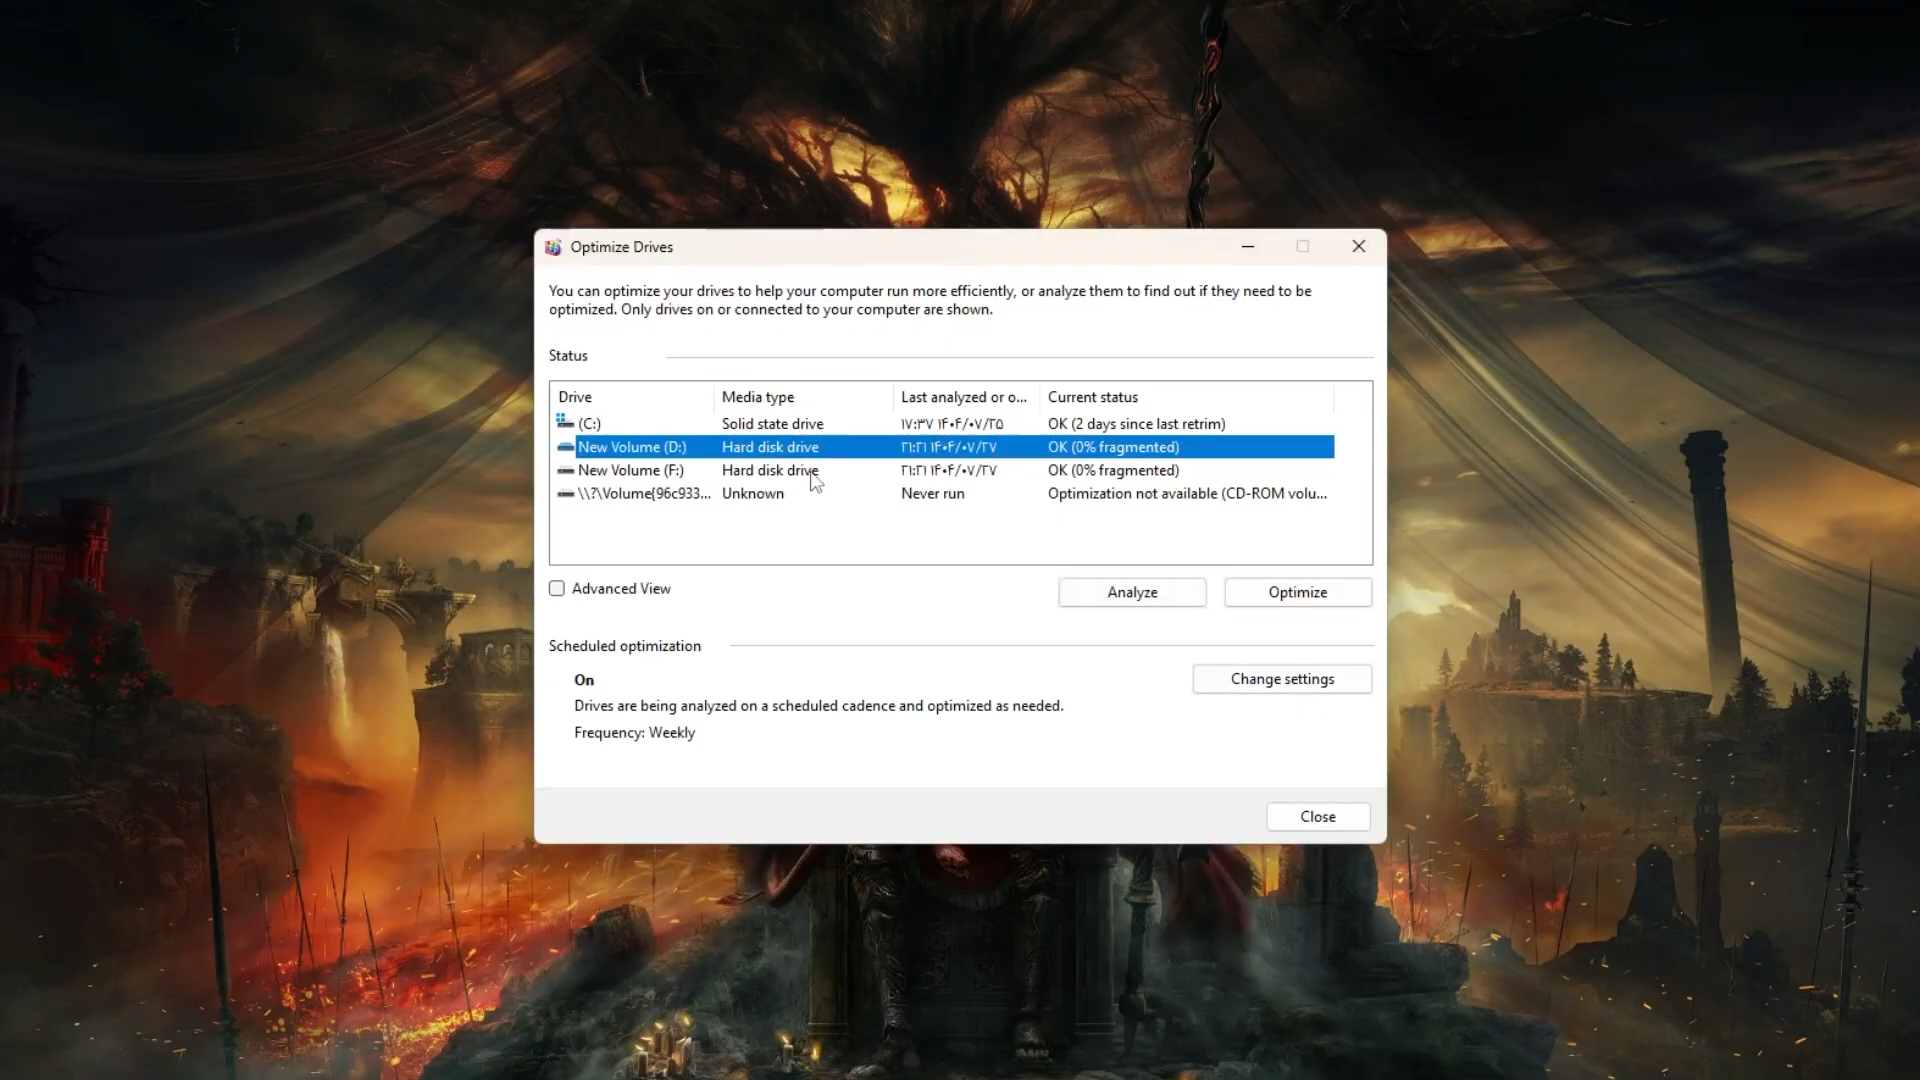 Optimize Drives
You can optimize your drives to help your computer run more efficiently, or analyze them to find out if they need to be
optimized. Only drives on or connected to your computer are shown.
Status
Drive Media type Last analyzed or o... Current status
(C:) Solid state drive ۱۷:۳۷ ۱۴۰۴/۰۷/۲۵ OK (2 days since last retrim)
New Volume (D:) Hard disk drive ۲۱:۲۱ ۱۴۰۴/۰۷/۲۷ OK (0% fragmented)
New Volume (F:) Hard disk drive ۲۱:۲۱ ۱۴۰۴/۰۷/۲۷ OK (0% fragmented)
\\?\Volume{96c933... Unknown Never run Optimization not available (CD-ROM volu...
Advanced View Analyze Optimize
Scheduled optimization
On Change settings
Drives are being analyzed on a scheduled cadence and optimized as needed.
Frequency: Weekly
Close